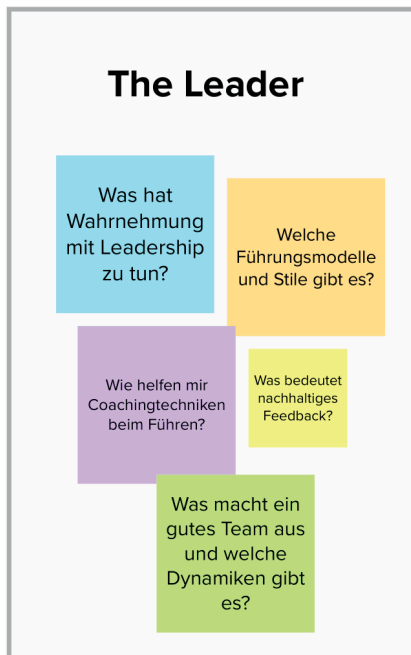 The Leader
Was hat
Wahrnehmung
mit Leadership
zu tun?
Welche
Führungsmodelle
und Stile gibt es?
Wie helfen mir
Coachingtechniken
beim Führen?
Was bedeutet
nachhaltiges
Feedback?
Was macht ein
gutes Team aus
und welche
Dynamiken gibt
es?